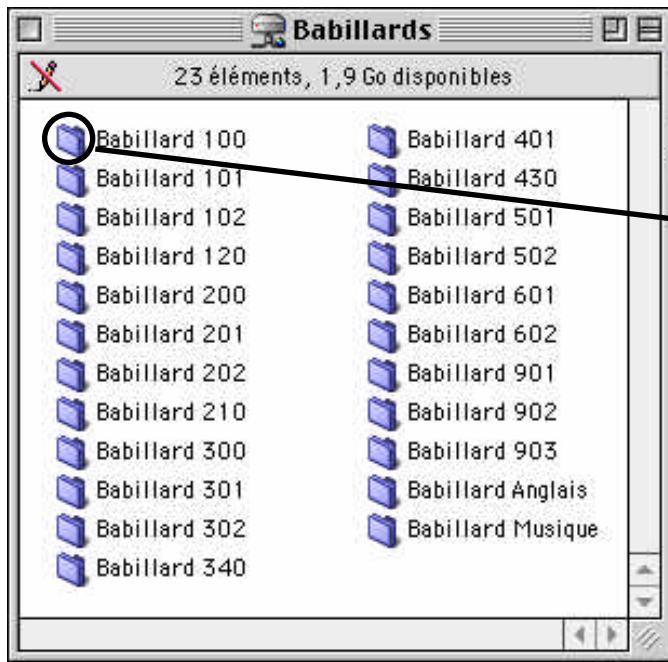 Babillards
23 éléments, 1,9 Go disponibles
Babillard 100
Babillard 101
Babillard 102
Babillard 120
Babillard 200
Babillard 201
Babillard 202
Babillard 210
Babillard 300
Babillard 301
Babillard 302
Babillard 340
Babillard 401
Babillard 430
Babillard 501
Babillard 502
Babillard 601
Babillard 602
Babillard 901
Babillard 902
Babillard 903
Babillard Anglais
Babillard Musique